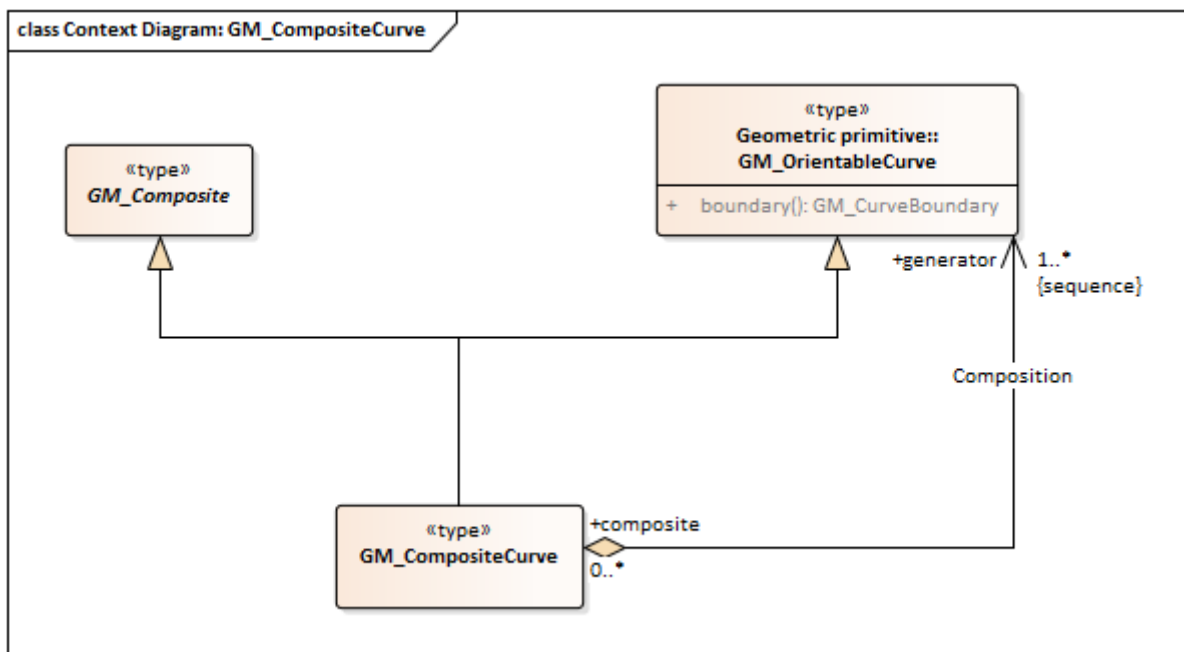 class Context Diagram: GM_CompositeCurve
«type»
GM_Composite
«type»
Geometric primitive::
GM_OrientableCurve
+ boundary(): GM_CurveBoundary
+generator
1..*
{sequence}
Composition
«type»
GM_CompositeCurve
+composite
0..*